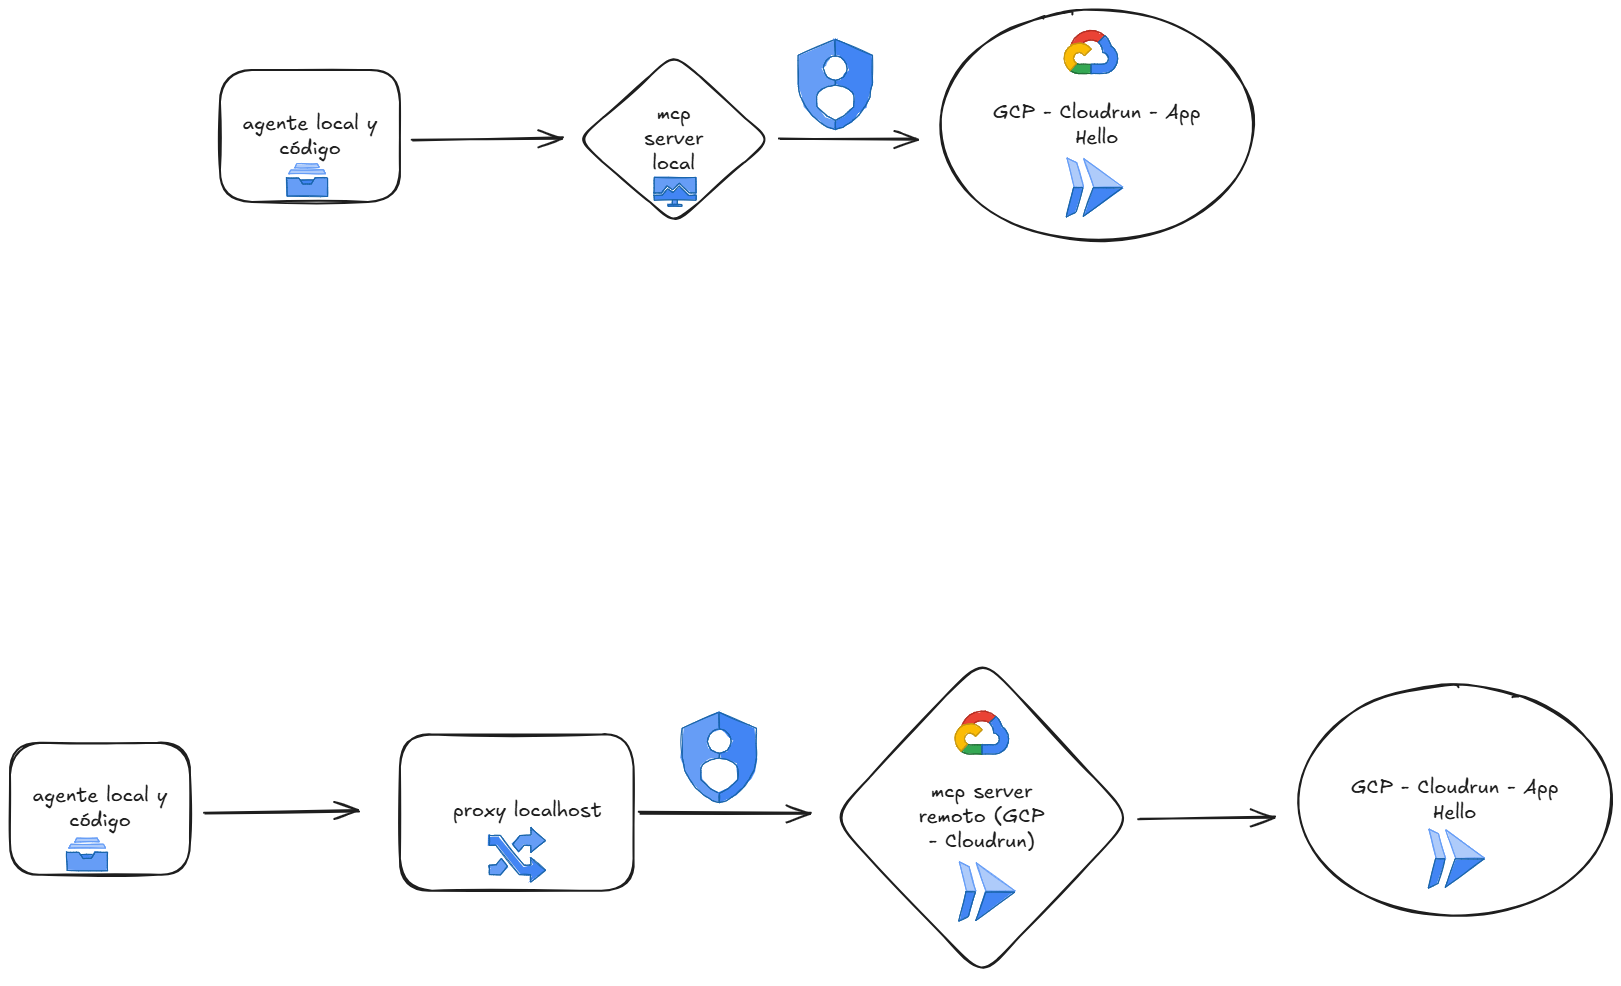 agente local y
código
mcp
server
local
GCP - Cloudrun - App
Hello
agente local y
código
proxy localhost
mcp server
remoto (GCP
- Cloudrun)
GCP - Cloudrun - App
Hello